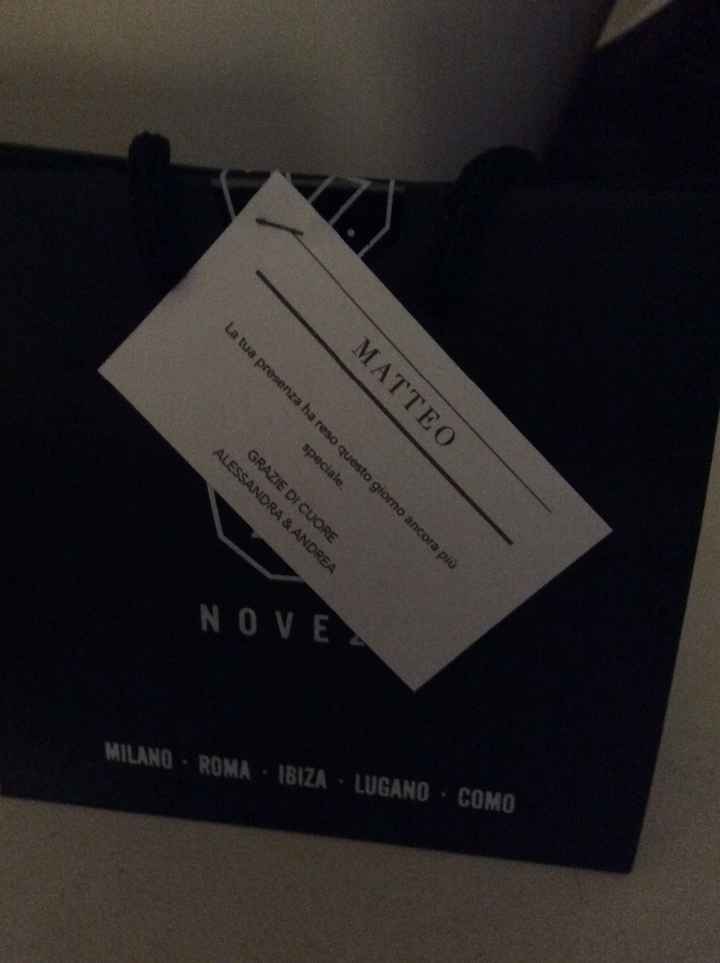 MATTEO
La tua presenza ha reso questo giorno ancora più
speciale.
GRAZIE DI CUORE
ALESSANDRA & ANDREA
NOVE
MILANO · ROMA · IBIZA · LUGANO · COMO